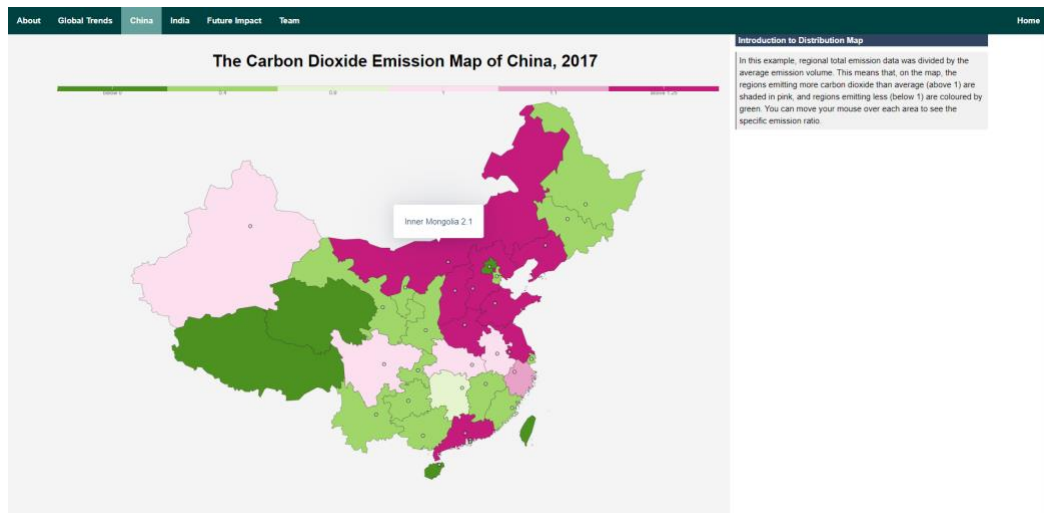 About Global Trends China India Future Impact Team Home
Introduction to Distribution Map
The Carbon Dioxide Emission Map of China, 2017
In this example, regional total emission data was divided by the
average emission volume. This means that, on the map, the
regions emitting more carbon dioxide than average (above 1) are
shaded in pink, and regions emitting less (below 1) are coloured by
green. You can move your mouse over each area to see the
specific emission ratio.
1
Inner Mongolia 2.1